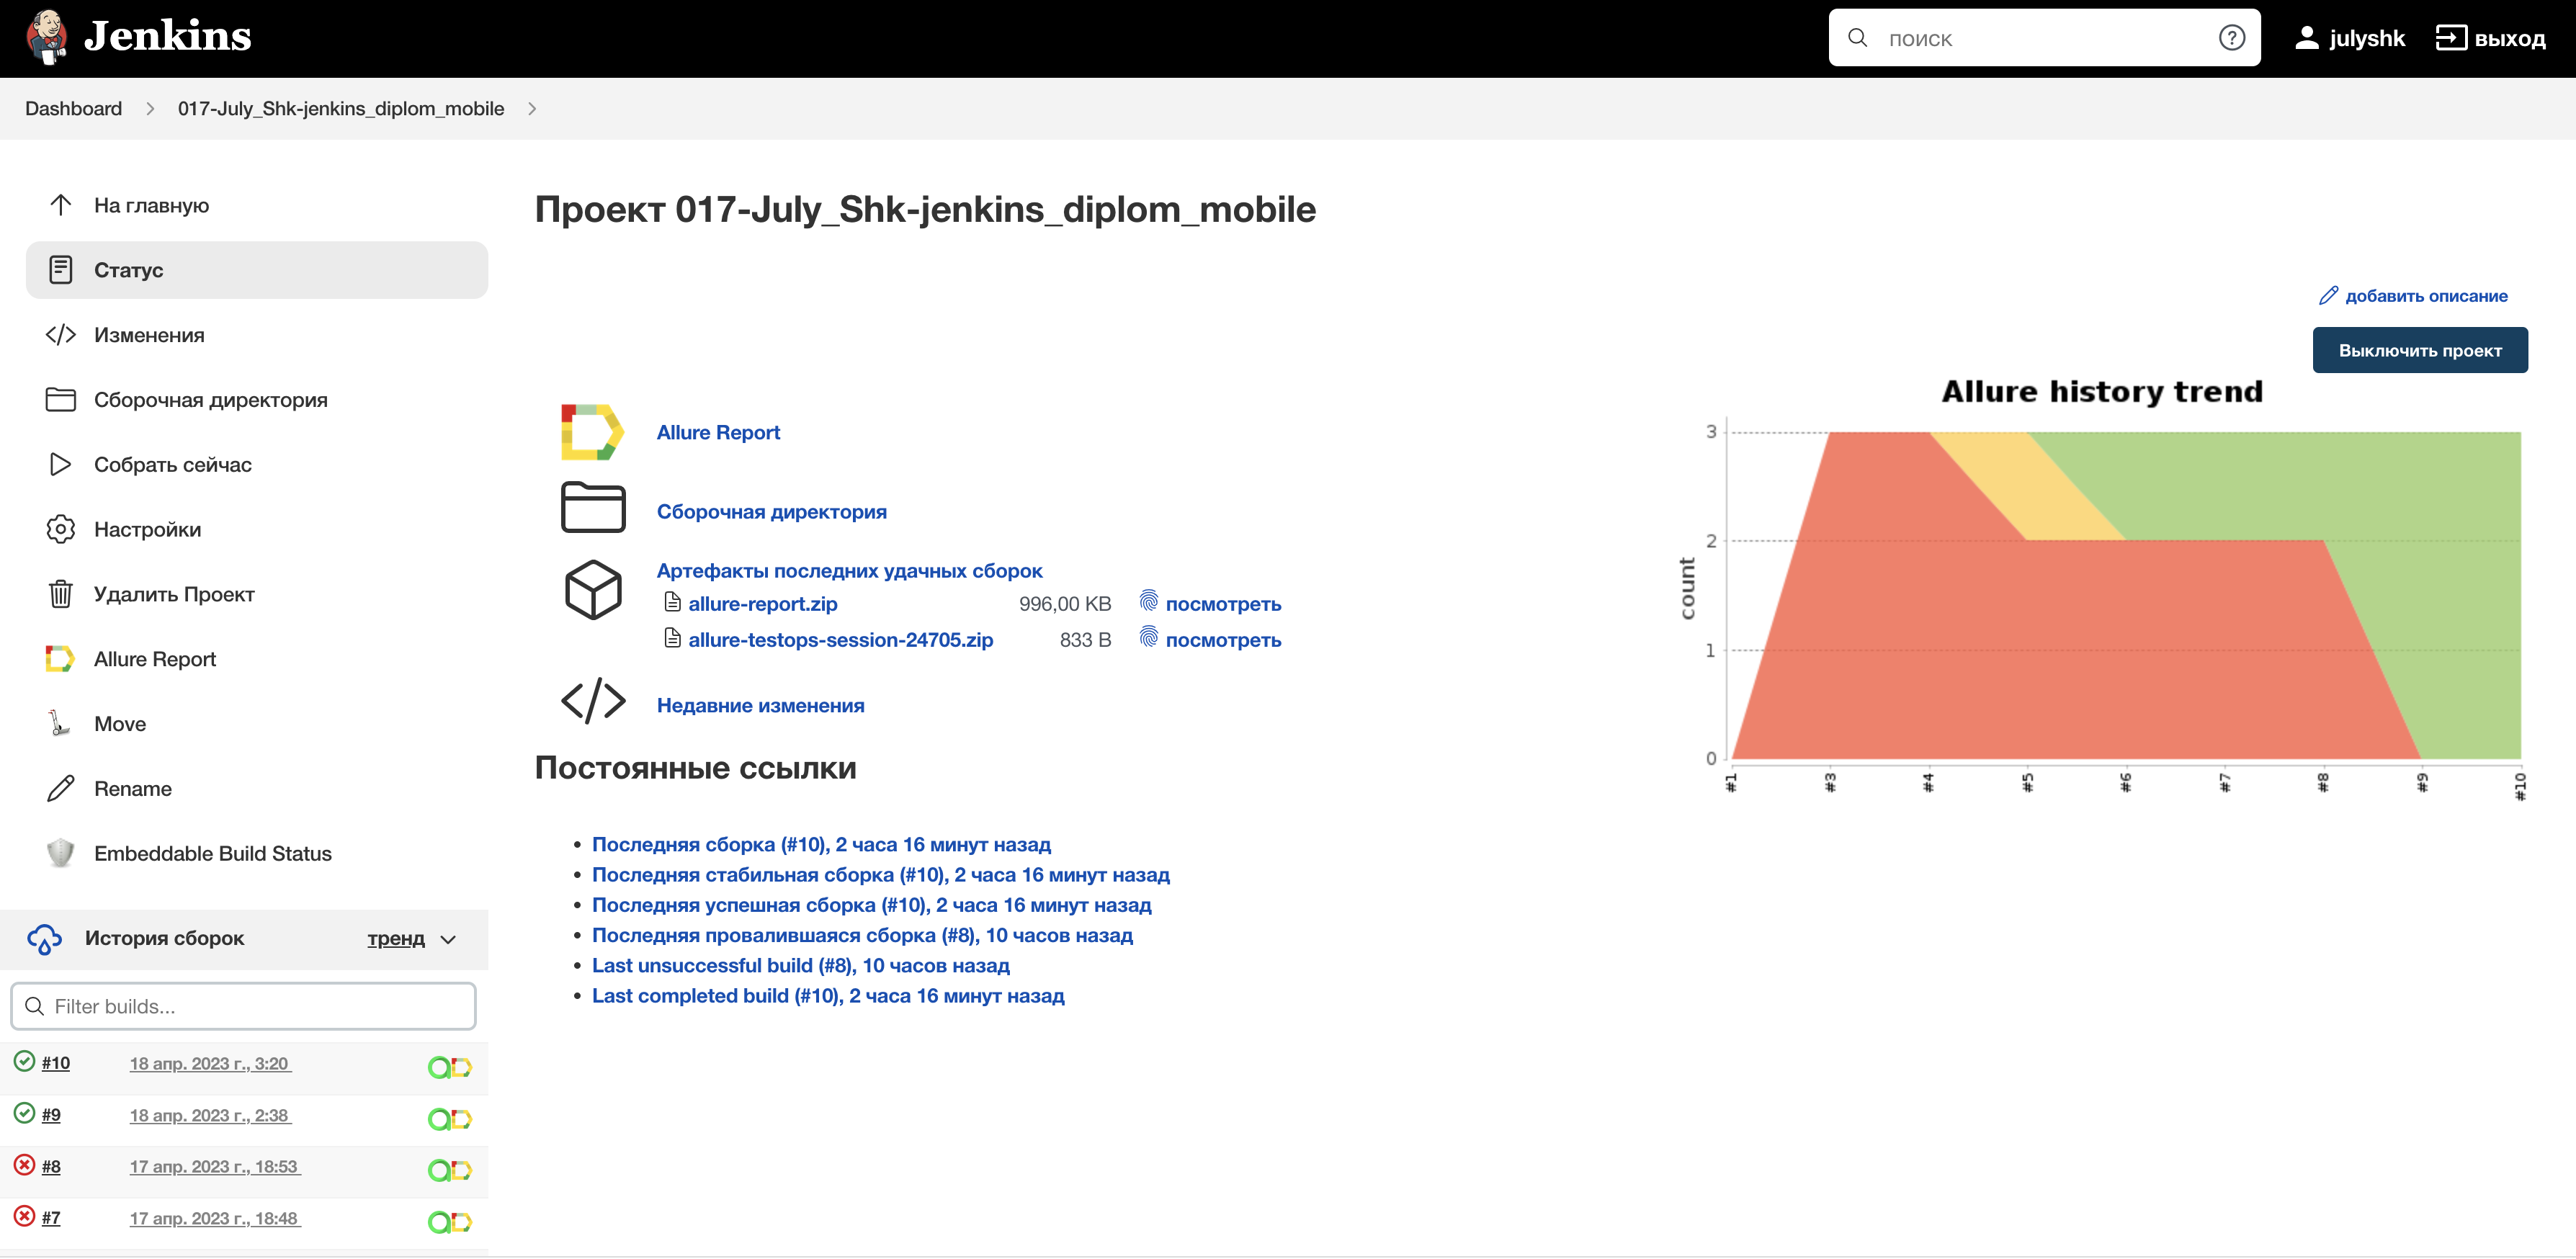 Jenkins
поиск
julyshk
выход
Dashboard
017-July_Shk-jenkins_diplom_mobile
На главную
Статус
Изменения
Сборочная директория
Собрать сейчас
Настройки
Удалить Проект
Allure Report
Move
Rename
Embeddable Build Status
История сборок
тренд
Filter builds...
#10 18 апр. 2023 г., 3:20
#9 18 апр. 2023 г., 2:38
#8 17 апр. 2023 г., 18:53
#7 17 апр. 2023 г., 18:48
Проект 017-July_Shk-jenkins_diplom_mobile
добавить описание
Выключить проект
Allure Report
Сборочная директория
Артефакты последних удачных сборок
allure-report.zip 996,00 KB посмотреть
allure-testops-session-24705.zip 833 B посмотреть
Недавние изменения
Постоянные ссылки
Последняя сборка (#10), 2 часа 16 минут назад
Последняя стабильная сборка (#10), 2 часа 16 минут назад
Последняя успешная сборка (#10), 2 часа 16 минут назад
Последняя провалившаяся сборка (#8), 10 часов назад
Last unsuccessful build (#8), 10 часов назад
Last completed build (#10), 2 часа 16 минут назад
Allure history trend
count
3
2
1
0
#1 #3 #4 #5 #6 #7 #8 #9 #10